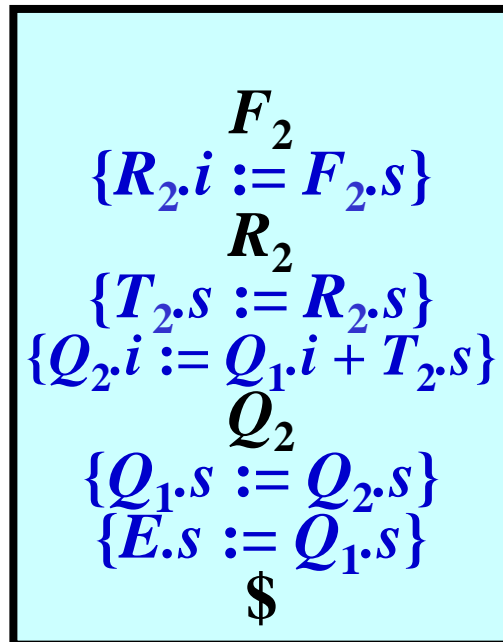 F₂
{R₂.i := F₂.s}
R₂
{T₂.s := R₂.s}
{Q₂.i := Q₁.i + T₂.s}
Q₂
{Q₁.s := Q₂.s}
{E.s := Q₁.s}
$